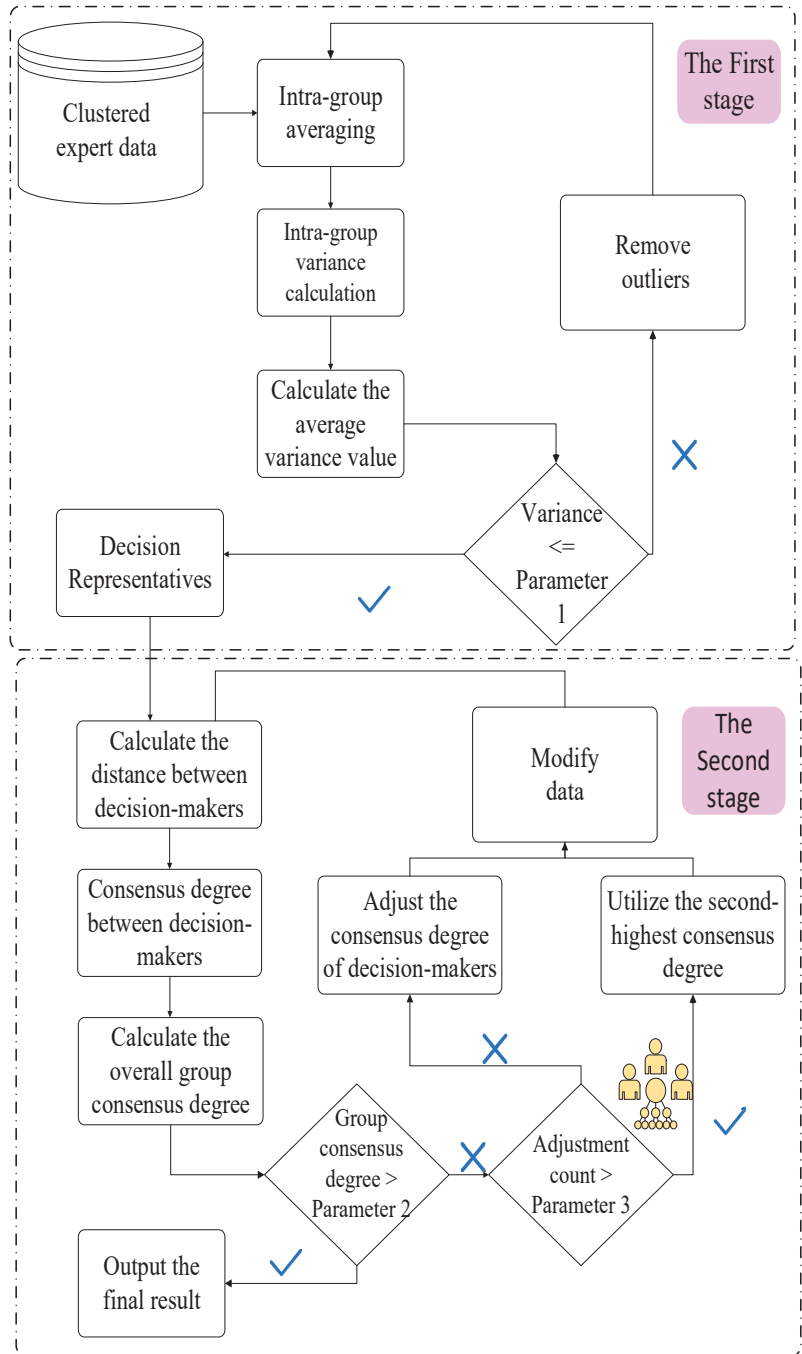 The First
stage
Clustered
expert data
Intra-group
averaging
Intra-group
variance
calculation
Remove
outliers
Calculate the
average
variance value
Variance
<=
Parameter
1
Decision
Representatives
The
Second
stage
Calculate the
distance between
decision-makers
Modify
data
Consensus degree
between decision-
makers
Adjust the
consensus degree
of decision-makers
Utilize the second-
highest consensus
degree
Calculate the
overall group
consensus degree
Group
consensus
degree >
Parameter 2
Adjustment
count >
Parameter 3
Output the
final result